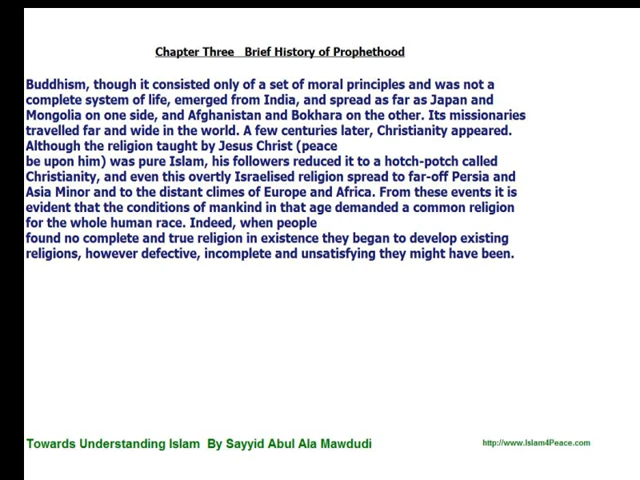 Chapter Three   Brief History of Prophethood
Buddhism, though it consisted only of a set of moral principles and was not a
complete system of life, emerged from India, and spread as far as Japan and
Mongolia on one side, and Afghanistan and Bokhara on the other. Its missionaries
travelled far and wide in the world. A few centuries later, Christianity appeared.
Although the religion taught by Jesus Christ (peace
be upon him) was pure Islam, his followers reduced it to a hotch-potch called
Christianity, and even this overtly Israelised religion spread to far-off Persia and
Asia Minor and to the distant climes of Europe and Africa. From these events it is
evident that the conditions of mankind in that age demanded a common religion
for the whole human race. Indeed, when people
found no complete and true religion in existence they began to develop existing
religions, however defective, incomplete and unsatisfying they might have been.
Towards Understanding Islam  By Sayyid Abul Ala Mawdudi
http://www.Islam4Peace.com